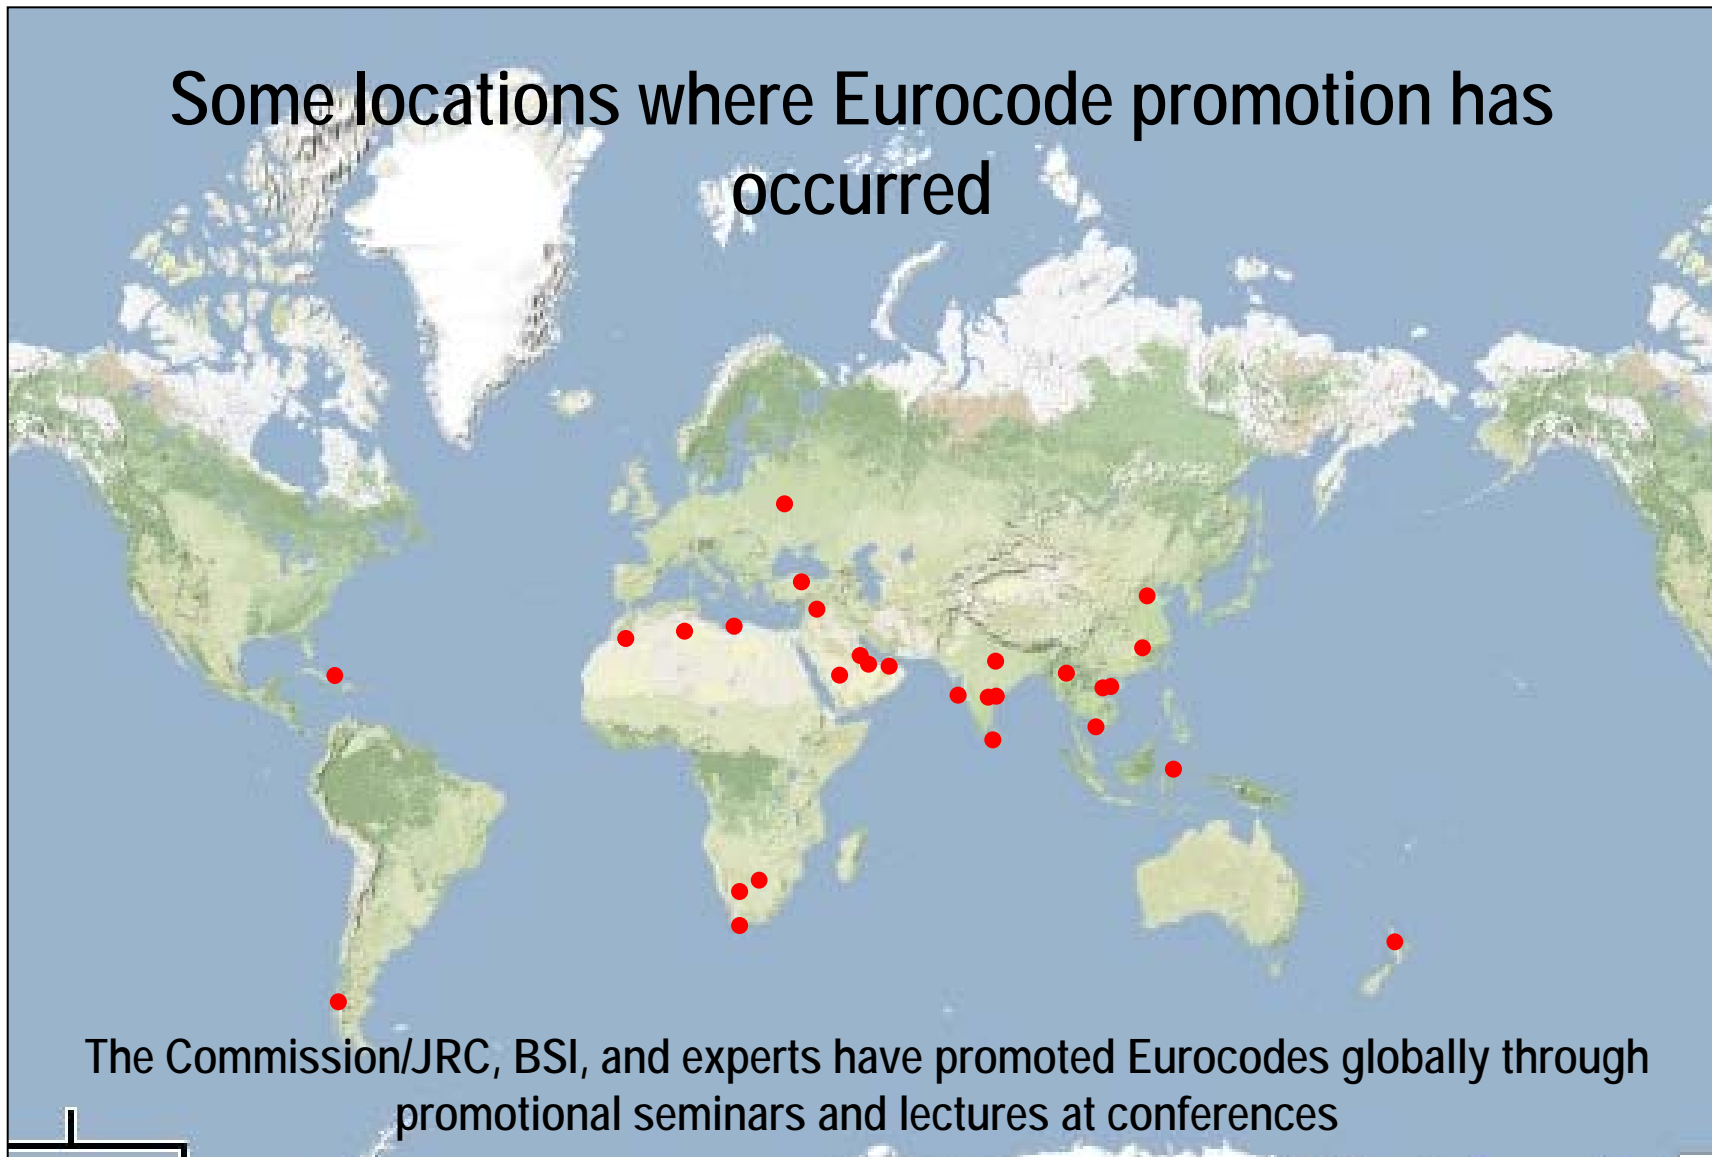 Some locations where Eurocode promotion has
occurred
The Commission/JRC, BSI, and experts have promoted Eurocodes globally through
promotional seminars and lectures at conferences